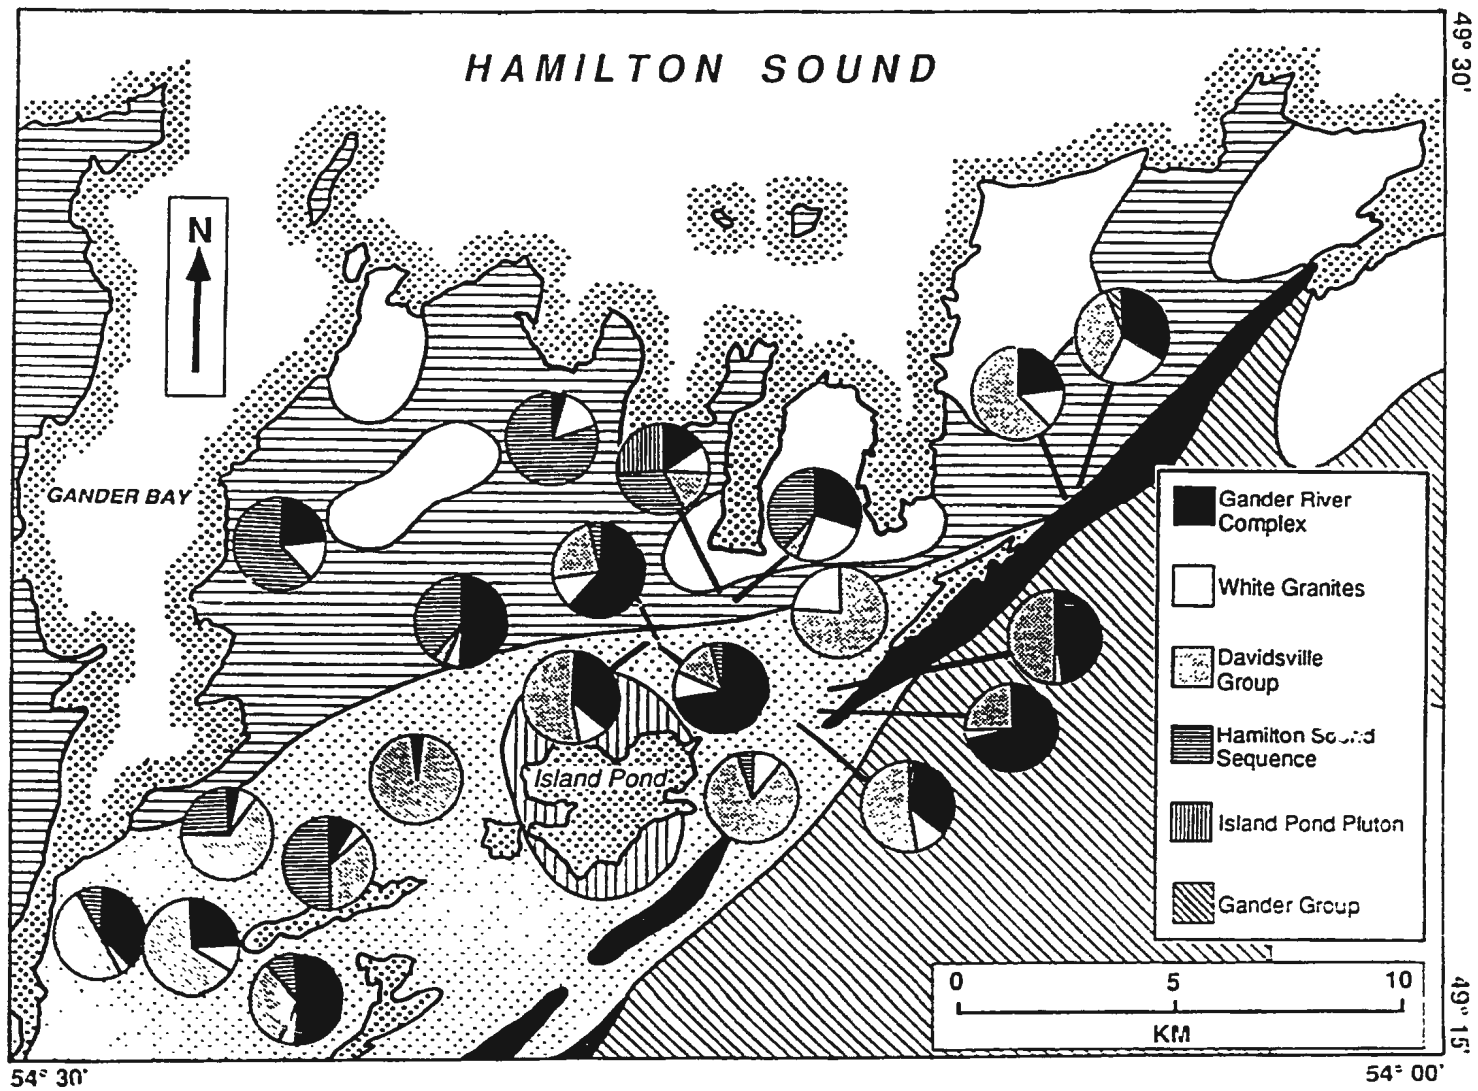 HAMILTON SOUND
49° 30'
N
GANDER BAY
Gander River
Complex
White Granites
Davidsville
Group
Hamilton Sound
Sequence
Island Pond Pluton
Gander Group
Island Pond
0 5 10
KM
49° 15'
54° 30'
54° 00'